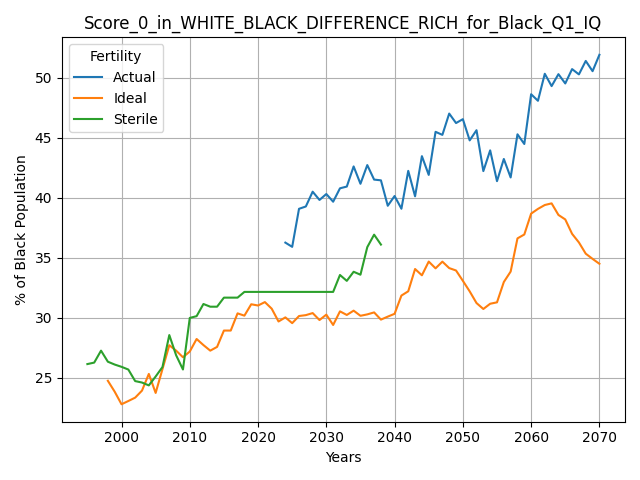 Score_0_in_WHITE_BLACK_DIFFERENCE_RICH_for_Black_Q1_IQ
Fertility
Actual
Ideal
Sterile
% of Black Population
50
45
40
35
30
25
2000 2010 2020 2030 2040 2050 2060 2070
Years